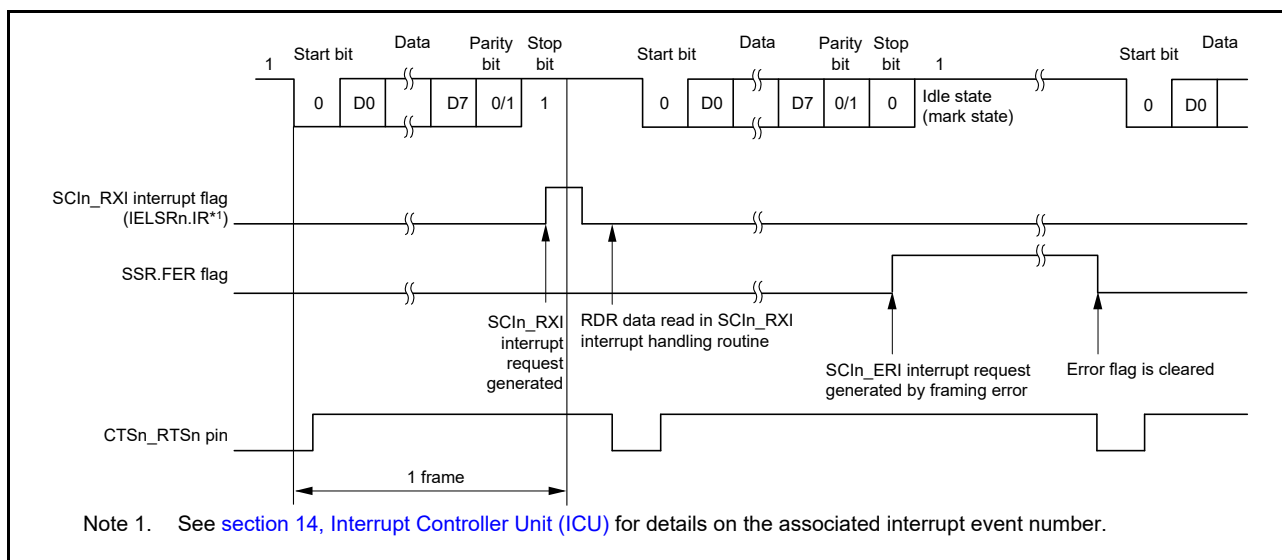 1
Start bit
Data
Parity
bit
Stop
bit
Start bit
Data
Parity
bit
Stop
bit
1
Start bit
Data
0
D0
D7
0/1
1
0
D0
D7
0/1
0
Idle state
(mark state)
0
D0
SCIn_RXI interrupt flag
(IELSRn.IR*1)
SSR.FER flag
SCIn_RXI
interrupt
request
generated
RDR data read in SCIn_RXI
interrupt handling routine
SCIn_ERI interrupt request
generated by framing error
Error flag is cleared
CTSn_RTSn pin
1 frame
Note 1. See section 14, Interrupt Controller Unit (ICU) for details on the associated interrupt event number.